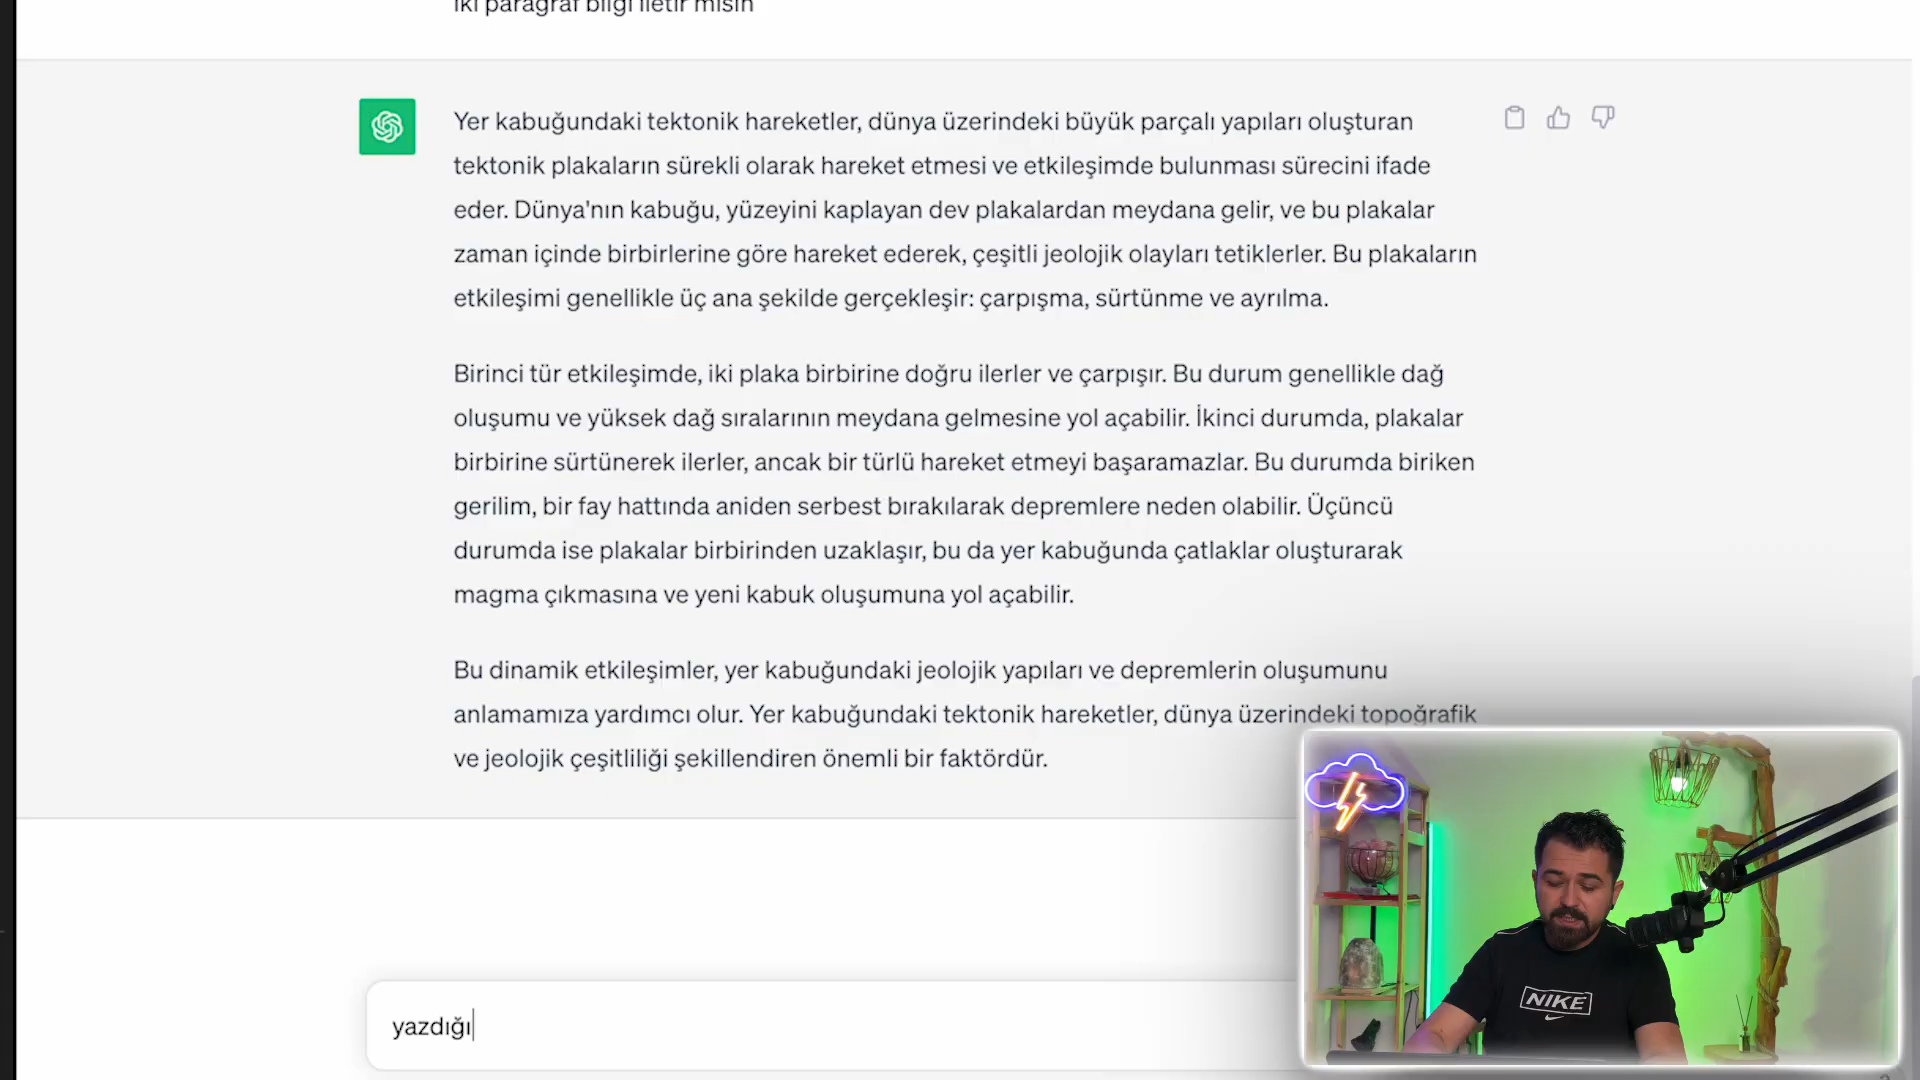 iki paragraf bilgi iletir misin
Yer kabuğundaki tektonik hareketler, dünya üzerindeki büyük parçalı yapıları oluşturan
tektonik plakaların sürekli olarak hareket etmesi ve etkileşimde bulunması sürecini ifade
eder. Dünya'nın kabuğu, yüzeyini kaplayan dev plakalardan meydana gelir, ve bu plakalar
zaman içinde birbirlerine göre hareket ederek, çeşitli jeolojik olayları tetiklerler. Bu plakaların
etkileşimi genellikle üç ana şekilde gerçekleşir: çarpışma, sürtünme ve ayrılma.
Birinci tür etkileşimde, iki plaka birbirine doğru ilerler ve çarpışır. Bu durum genellikle dağ
oluşumu ve yüksek dağ sıralarının meydana gelmesine yol açabilir. İkinci durumda, plakalar
birbirine sürtünerek ilerler, ancak bir türlü hareket etmeyi başaramazlar. Bu durumda biriken
gerilim, bir fay hattında aniden serbest bırakılarak depremlere neden olabilir. Üçüncü
durumda ise plakalar birbirinden uzaklaşır, bu da yer kabuğunda çatlaklar oluşturarak
magma çıkmasına ve yeni kabuk oluşumuna yol açabilir.
Bu dinamik etkileşimler, yer kabuğundaki jeolojik yapıları ve depremlerin oluşumunu
anlamamıza yardımcı olur. Yer kabuğundaki tektonik hareketler, dünya üzerindeki topoğrafik
ve jeolojik çeşitliliği şekillendiren önemli bir faktördür.
yazdığı
NIKE